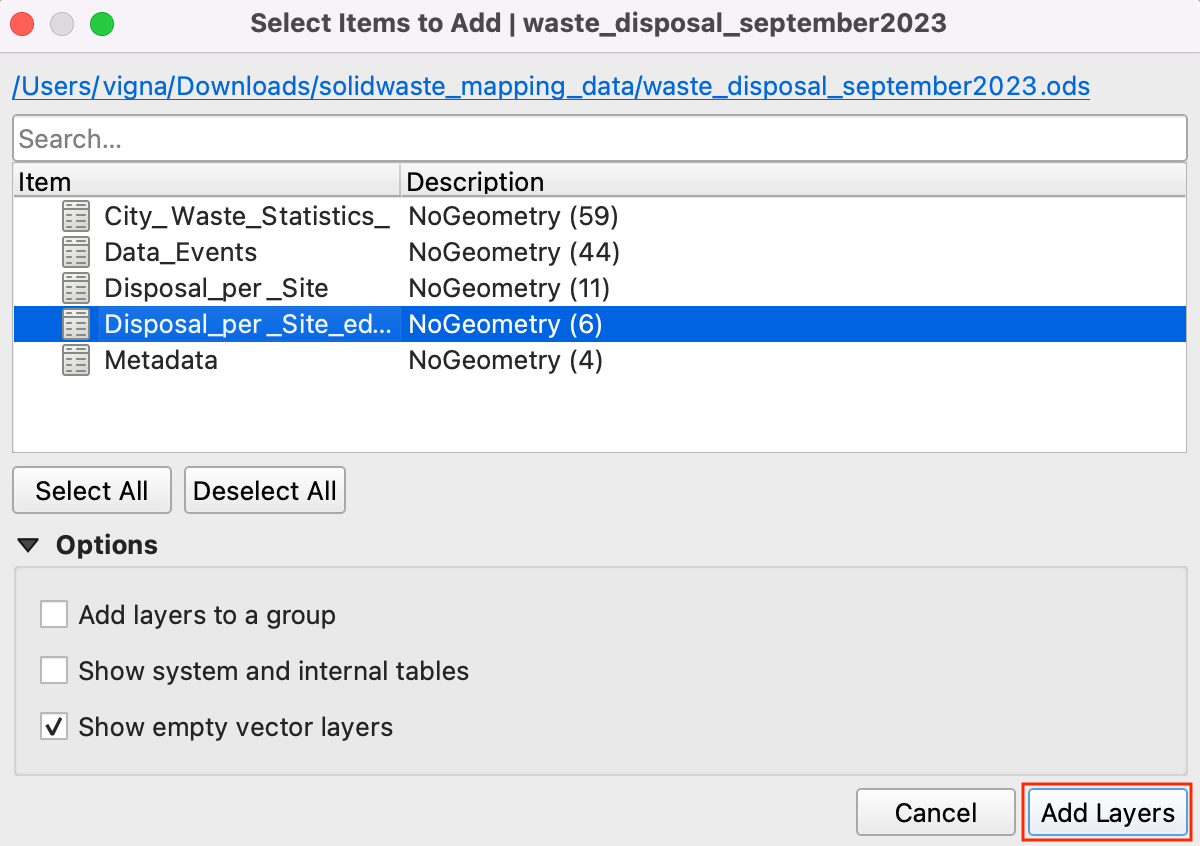 Select Items to Add | waste_disposal_september2023
/Users/vigna/Downloads/solidwaste_mapping_data/waste_disposal_september2023.ods
Search...
Item Description
City_Waste_Statistics_ NoGeometry (59)
Data_Events NoGeometry (44)
Disposal_per_Site NoGeometry (11)
Disposal_per_Site_ed... NoGeometry (6)
Metadata NoGeometry (4)
Select All Deselect All
Options
Add layers to a group
Show system and internal tables
Show empty vector layers
Cancel Add Layers